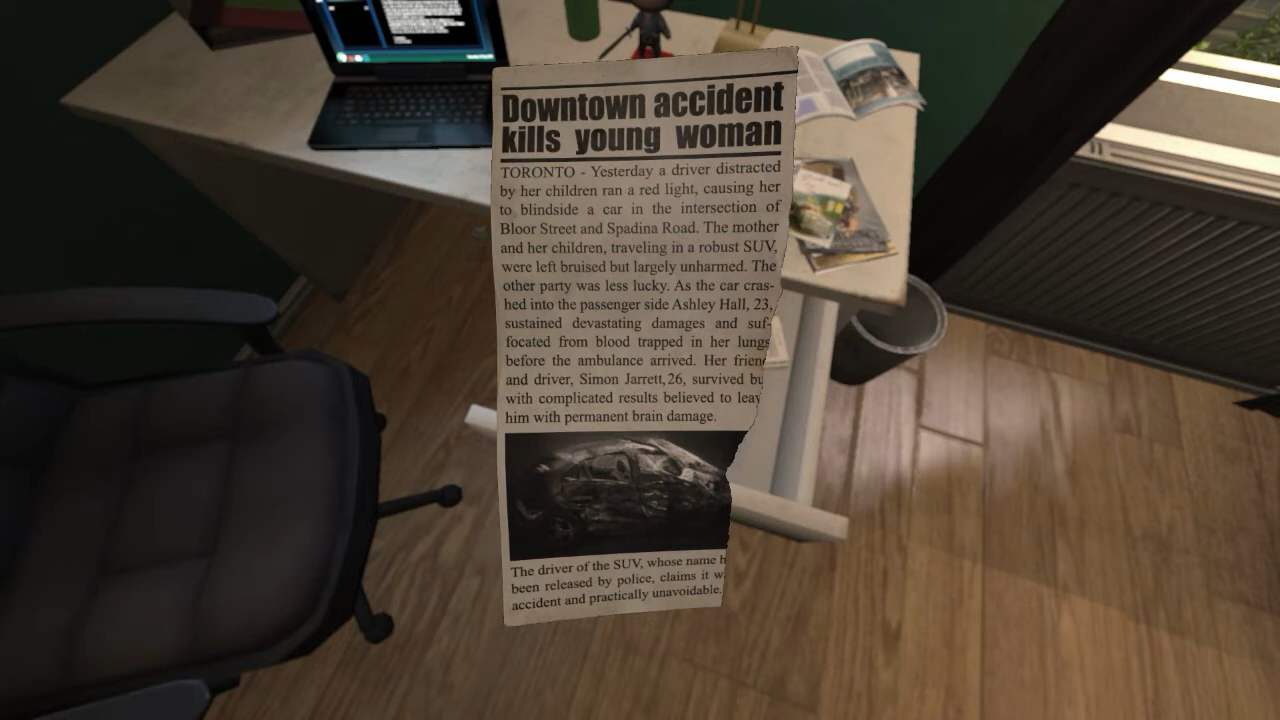 Downtown accident
kills young woman
TORONTO - Yesterday a driver distracted
by her children ran a red light, causing her
to blindside a car in the intersection of
Bloor Street and Spadina Road. The mother
and her children, traveling in a robust SUV,
were left bruised but largely unharmed. The
other party was less lucky. As the car cras-
hed into the passenger side Ashley Hall, 23,
sustained devastating damages and suf-
focated from blood trapped in her lungs
before the ambulance arrived. Her frien
and driver, Simon Jarrett, 26, survived bu
with complicated results believed to leav
him with permanent brain damage.
The driver of the SUV, whose name h
been released by police, claims it w
accident and practically unavoidable.